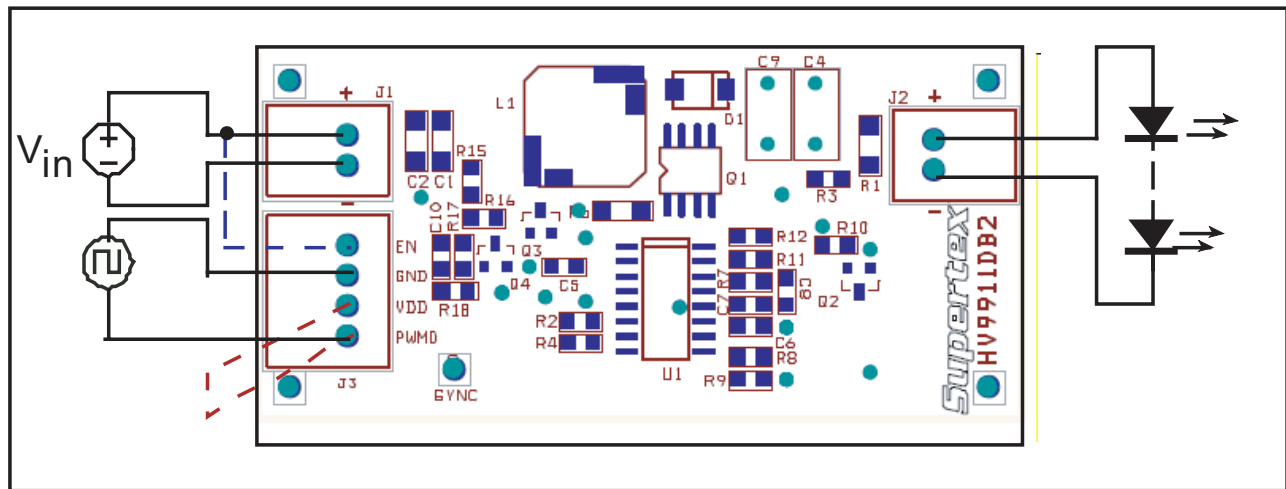 Vin
+
-
+
J1
-
EN
GND
VDD
PWMD
J3
C2
C1
R15
R16
C10
R17
R18
Q3
Q4
C5
R2
R4
SYNC
L1
D1
Q1
U1
C9
C4
R1
R3
R12
R11
R7
C7
C8
C6
R8
R9
R10
Q2
J2
+
-
Supertex
HV9911DB2